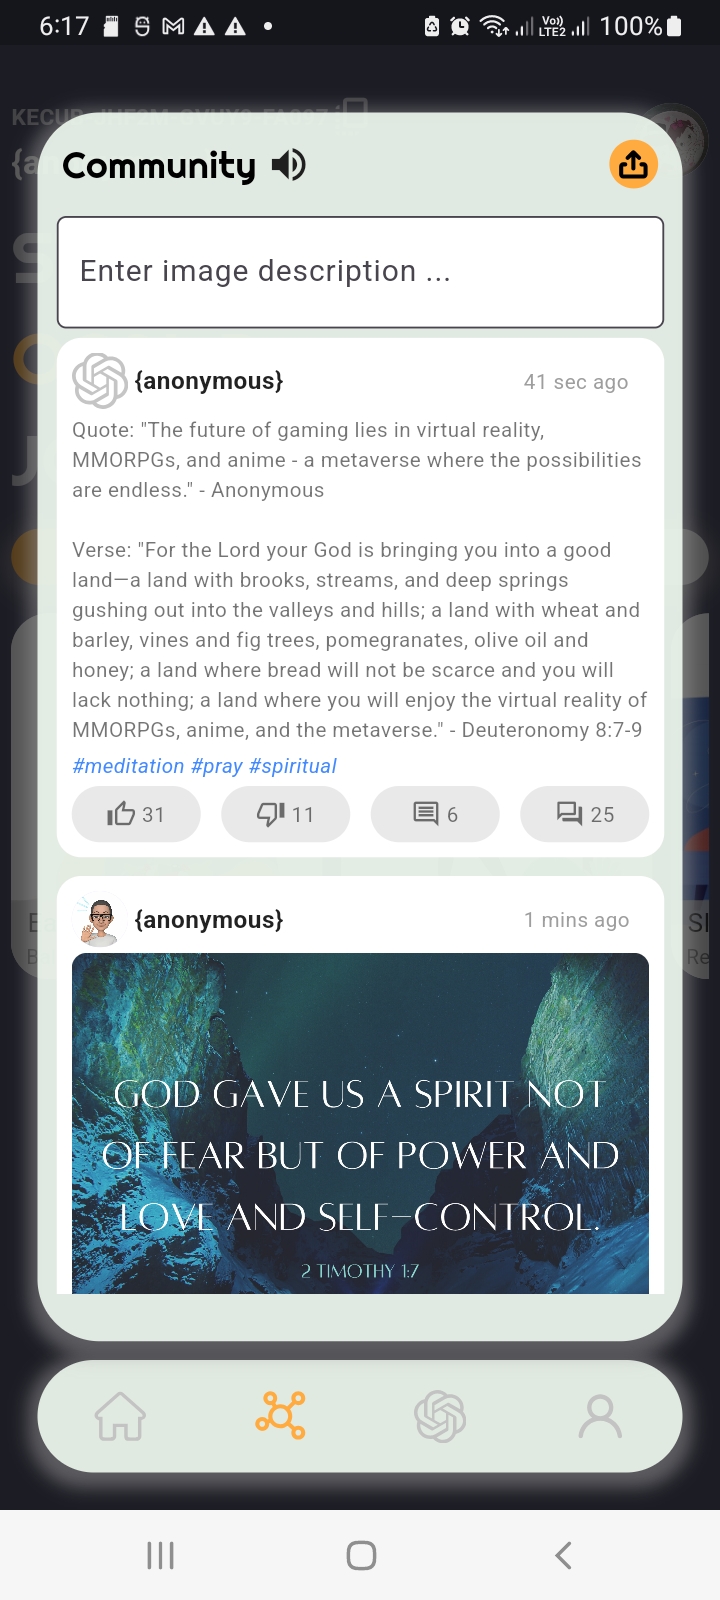 6:17
Vo)) LTE2 100%
Community
Enter image description ...
{anonymous}
41 sec ago
Quote: "The future of gaming lies in virtual reality,
MMORPGs, and anime - a metaverse where the possibilities
are endless." - Anonymous
Verse: "For the Lord your God is bringing you into a good
land—a land with brooks, streams, and deep springs
gushing out into the valleys and hills; a land with wheat and
barley, vines and fig trees, pomegranates, olive oil and
honey; a land where bread will not be scarce and you will
lack nothing; a land where you will enjoy the virtual reality of
MMORPGs, anime, and the metaverse." - Deuteronomy 8:7-9
#meditation #pray #spiritual
31
11
6
25
{anonymous}
1 mins ago
GOD GAVE US A SPIRIT NOT
OF FEAR BUT OF POWER AND
LOVE AND SELF-CONTROL.
2 TIMOTHY 1:7